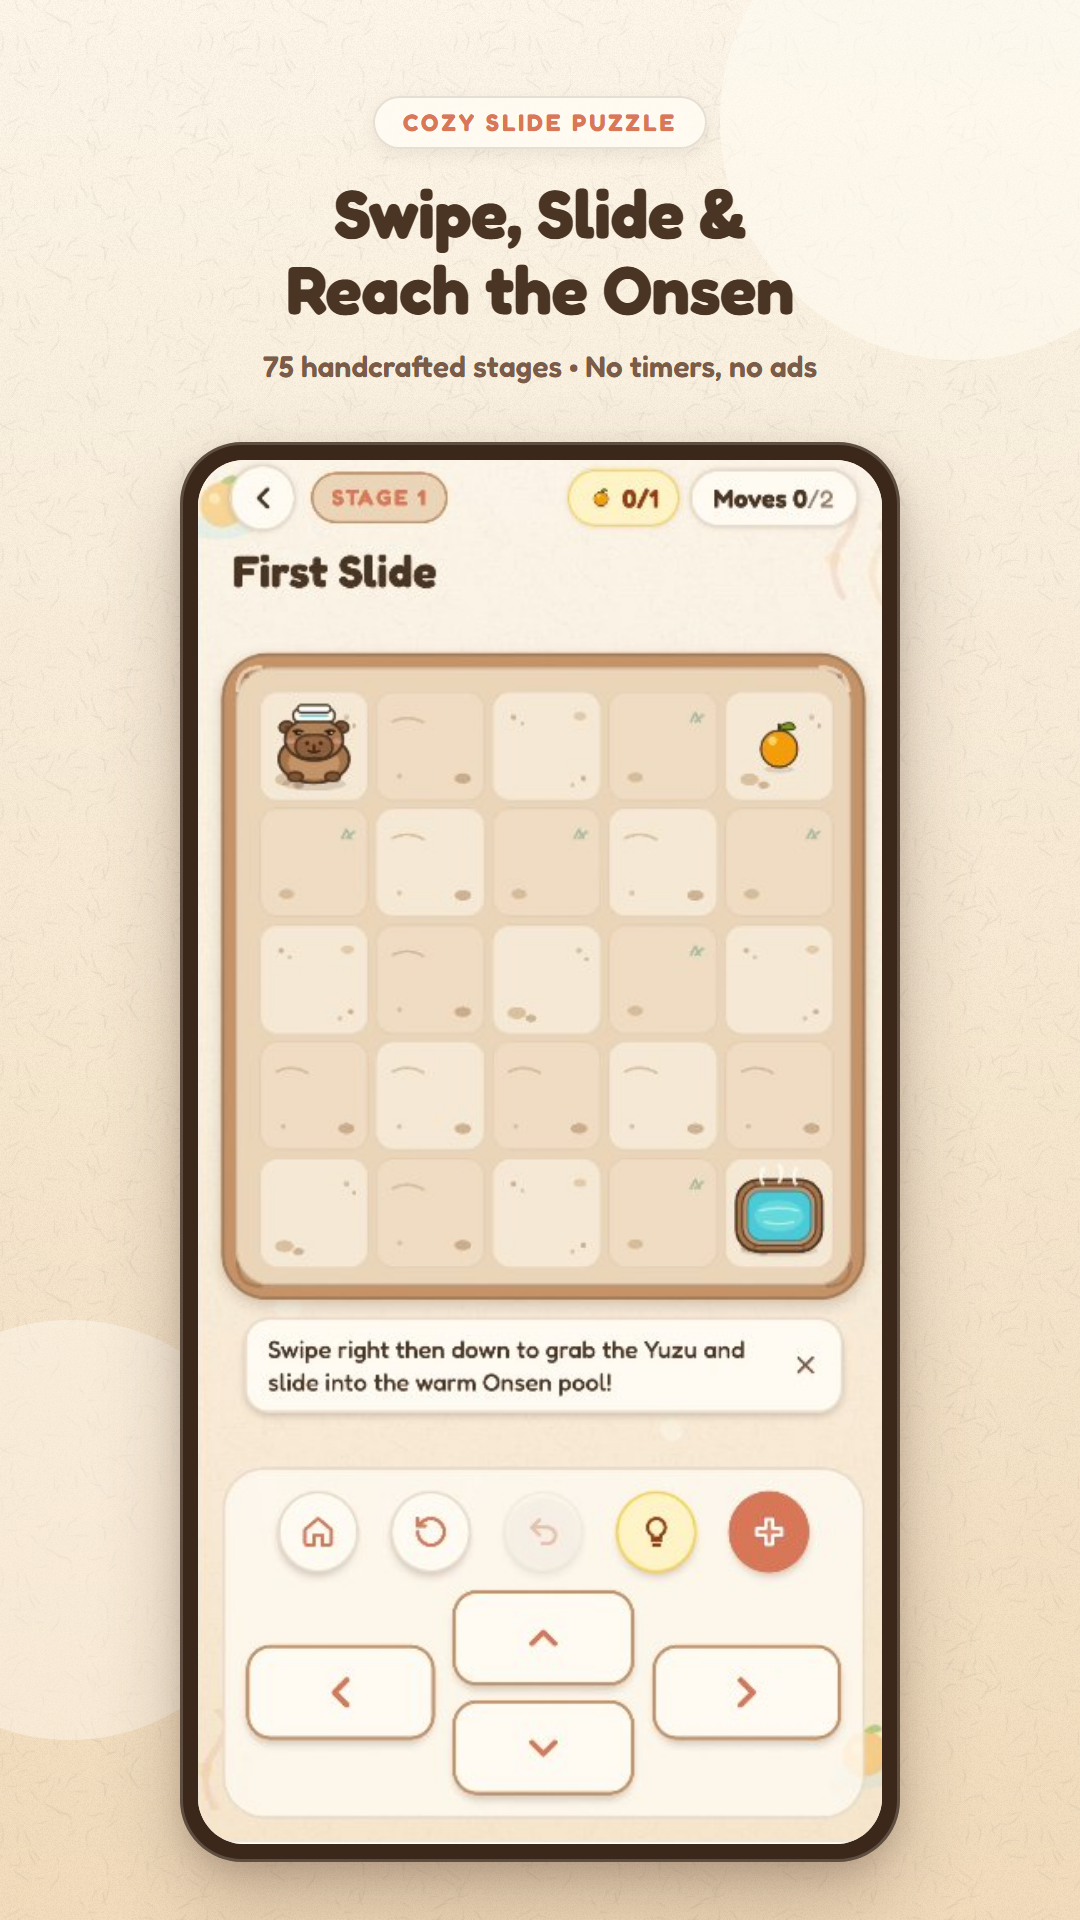 COZY SLIDE PUZZLE
Swipe, Slide &
Reach the Onsen
75 handcrafted stages • No timers, no ads
STAGE 1
0/1
Moves 0/2
First Slide
Swipe right then down to grab the Yuzu and
slide into the warm Onsen pool!